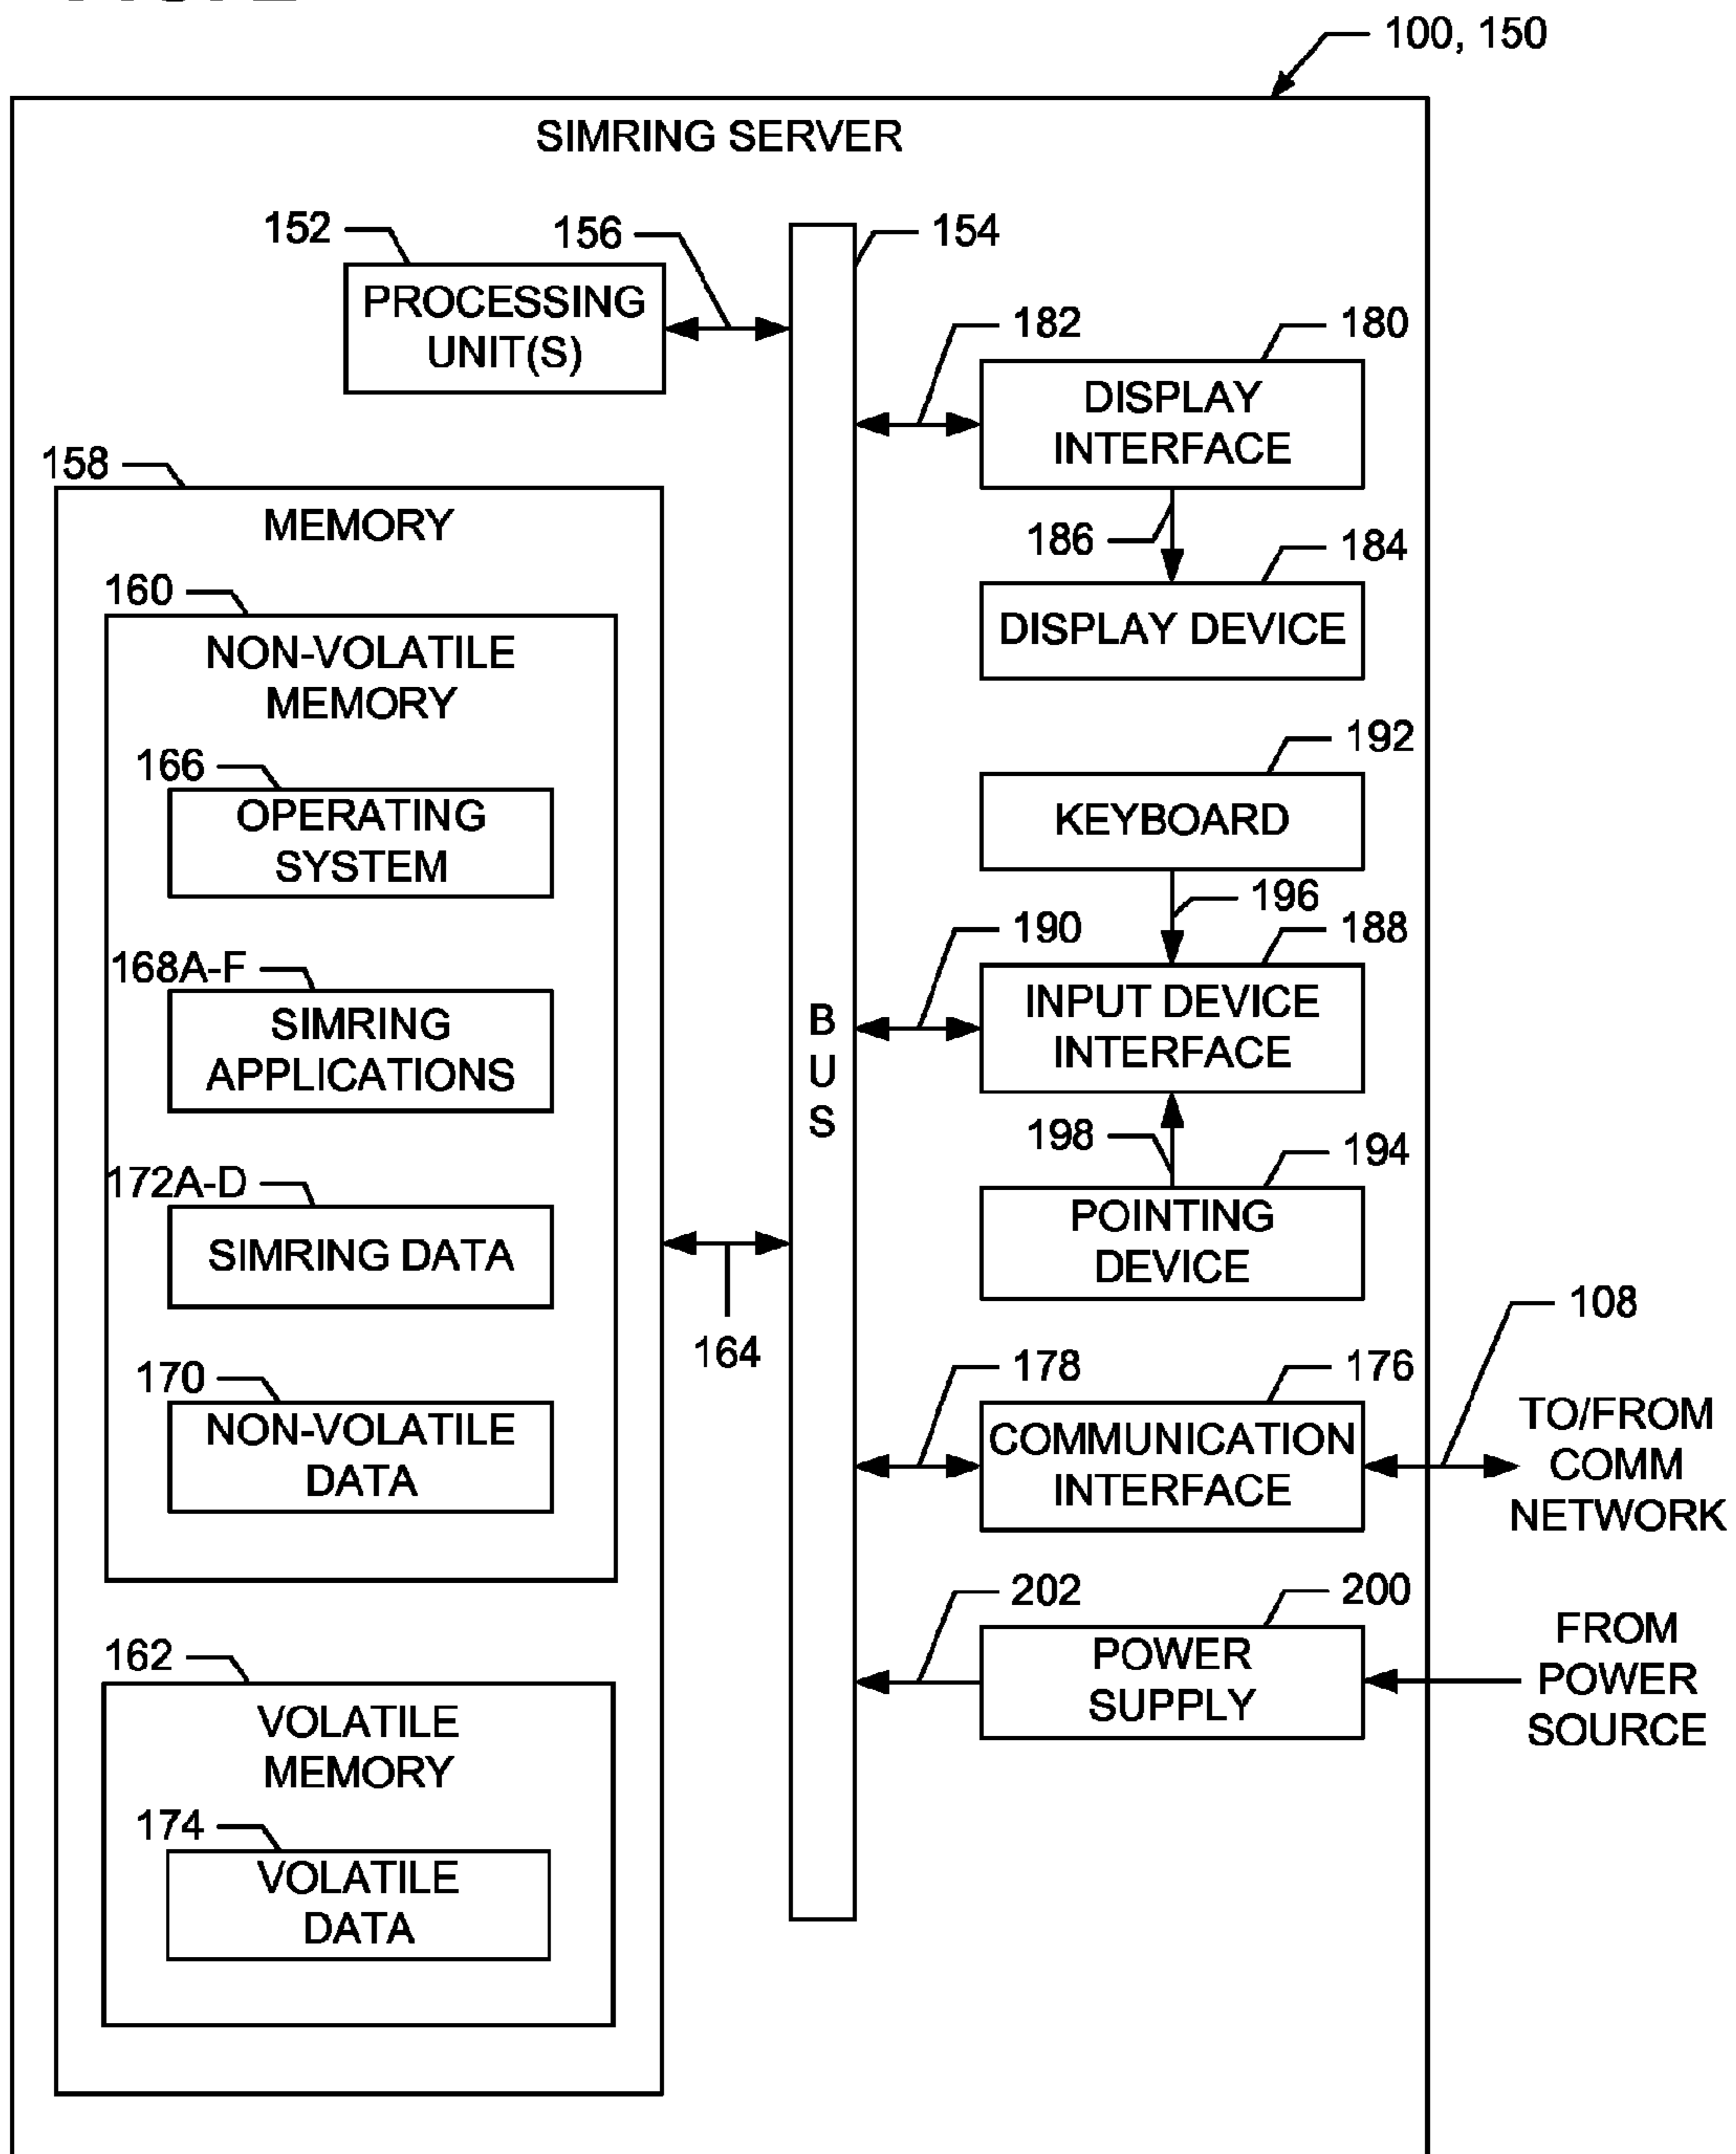 100, 150
SIMRING SERVER
152
156
154
PROCESSING
UNIT(S)
182
180
DISPLAY
INTERFACE
186
184
DISPLAY DEVICE
158
MEMORY
160
NON-VOLATILE
MEMORY
166
OPERATING
SYSTEM
168A-F
SIMRING
APPLICATIONS
172A-D
SIMRING DATA
170
NON-VOLATILE
DATA
162
VOLATILE
MEMORY
174
VOLATILE
DATA
164
B
U
S
192
KEYBOARD
196
190
188
INPUT DEVICE
INTERFACE
198
194
POINTING
DEVICE
108
178
176
COMMUNICATION
INTERFACE
TO/FROM
COMM
NETWORK
202
200
POWER
SUPPLY
FROM
POWER
SOURCE